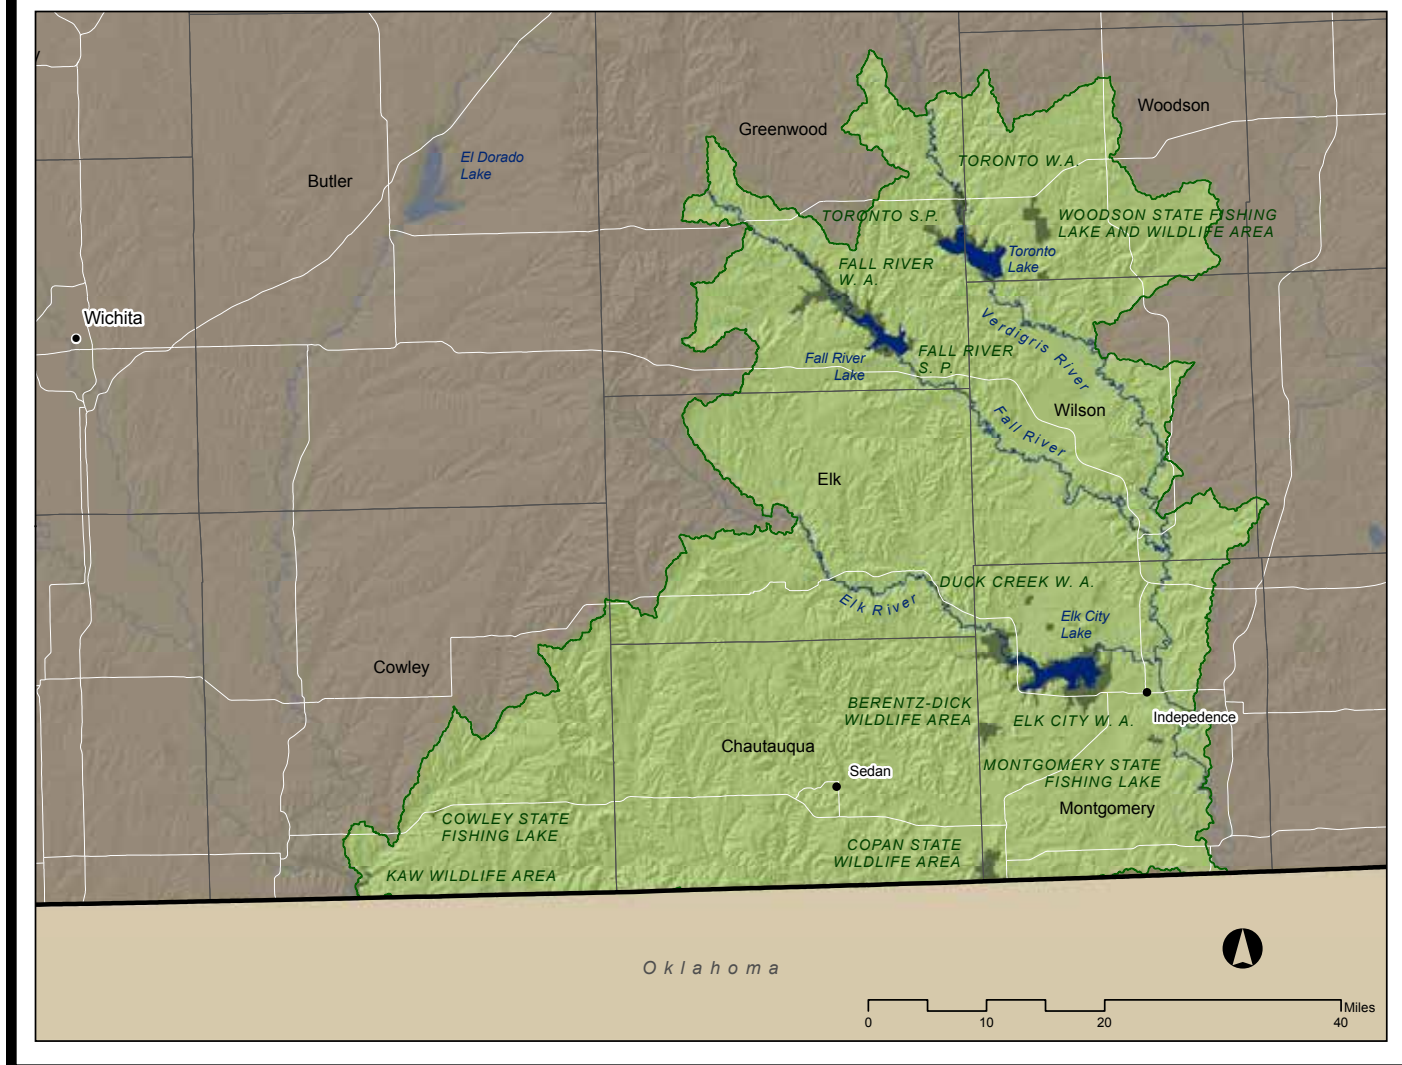 Woodson
Greenwood
El Dorado
Lake
TORONTO W.A.
Butler
TORONTO S.P.
WOODSON STATE FISHING
LAKE AND WILDLIFE AREA
Toronto
Lake
FALL RIVER
W. A.
Wichita
Verdigris River
FALL RIVER
S. P.
Fall River
Lake
Wilson
Fall River
Elk
DUCK CREEK W. A.
Elk River
Elk City
Lake
Cowley
BERENTZ-DICK
WILDLIFE AREA
ELK CITY W. A.
Indepedence
Chautauqua
Sedan
MONTGOMERY STATE
FISHING LAKE
Montgomery
COWLEY STATE
FISHING LAKE
COPAN STATE
WILDLIFE AREA
KAW WILDLIFE AREA
Oklahoma
Miles
0 10 20 40